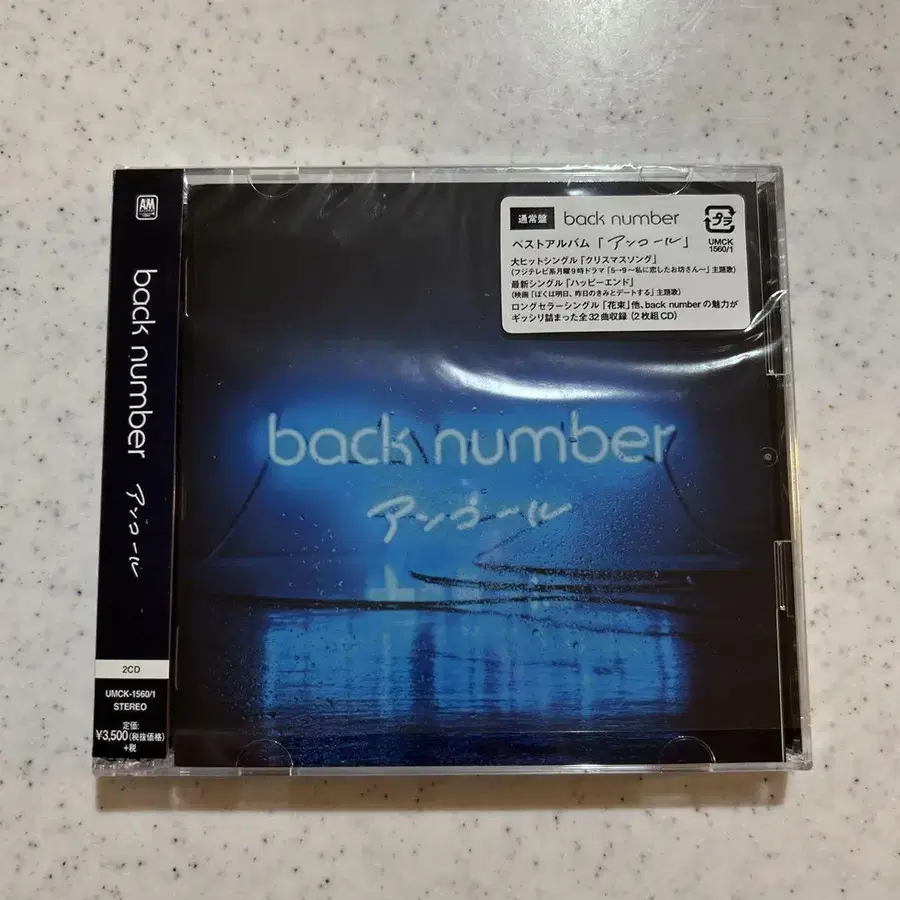 AM
back number
アンコール
2CD
UMCK-1560/1
STEREO
定価:
¥3,500(税抜価格)
+税
通常盤 back number
ベストアルバム「アンコール」
大ヒットシングル「クリスマスソング」
(フジテレビ系月曜9時ドラマ「5→9〜私に恋したお坊さん〜」主題歌)
最新シングル「ハッピーエンド」
(映画「ぼくは明日、昨日のきみとデートする」主題歌)
ロングセラーシングル「花束」他、back numberの魅力が
ギッシリ詰まった全32曲収録(2枚組CD)
プラ
UMCK
1560/1
back number
アンコール